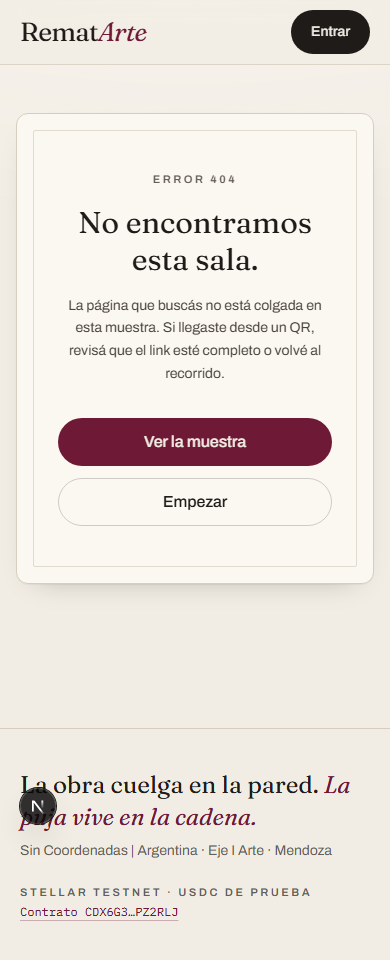 RematArte
Entrar
ERROR 404
No encontramos
esta sala.
La página que buscás no está colgada en
esta muestra. Si llegaste desde un QR,
revisá que el link esté completo o volvé al
recorrido.
Ver la muestra
Empezar
La obra cuelga en la pared. La
puja vive en la cadena.
N
Sin Coordenadas | Argentina · Eje I Arte · Mendoza
STELLAR TESTNET · USDC DE PRUEBA
Contrato CDX6G3…PZ2RLJ